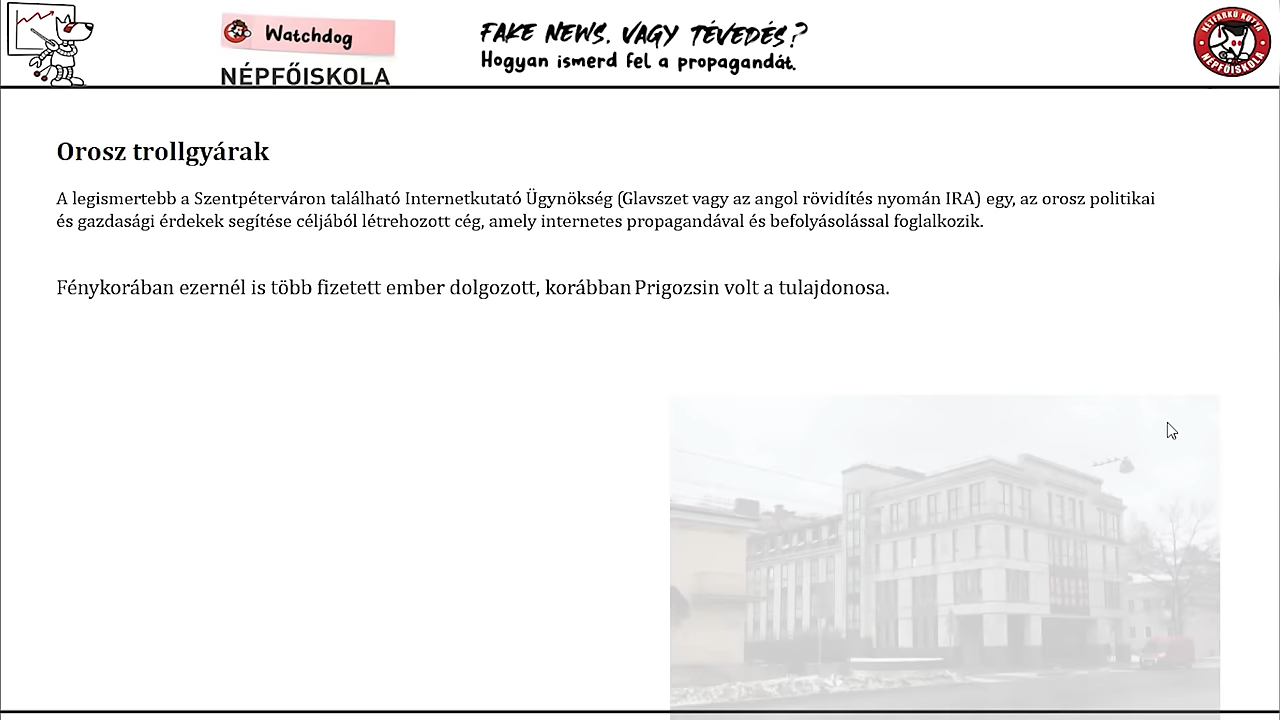 Watchdog
NÉPFŐISKOLA
FAKE NEWS, VAGY TÉVEDÉS?
Hogyan ismerd fel a propagandát.
KÉTFARKÚ KUTYA
NÉPFŐISKOLA
Orosz trollgyárak
A legismertebb a Szentpéterváron található Internetkutató Ügynökség (Glavszet vagy az angol rövidítés nyomán IRA) egy, az orosz politikai
és gazdasági érdekek segítése céljából létrehozott cég, amely internetes propagandával és befolyásolással foglalkozik.
Fénykorában ezernél is több fizetett ember dolgozott, korábban Prigozsin volt a tulajdonosa.